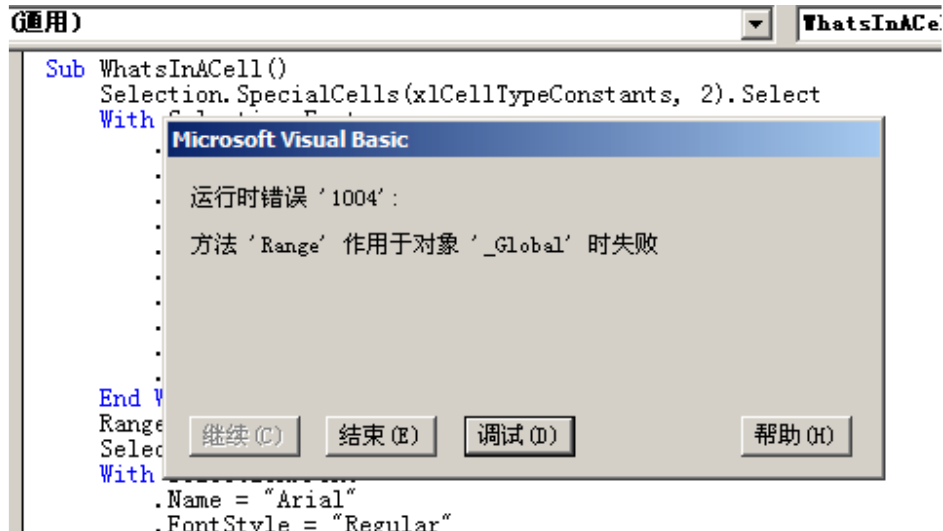 (通用) WhatsInACel
Sub WhatsInACell()
Selection.SpecialCells(xlCellTypeConstants, 2).Select
With
Microsoft Visual Basic
运行时错误 '1004':
方法 'Range' 作用于对象 '_Global' 时失败
End W
Range
继续(C) 结束(E) 调试(D) 帮助(H)
Selec
With
.Name = "Arial"
.FontStyle = "Regular"